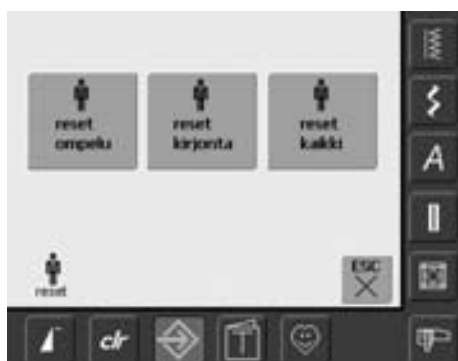 reset
ompelu
reset
kirjonta
reset
kaikki
reset
ESC
A
clr